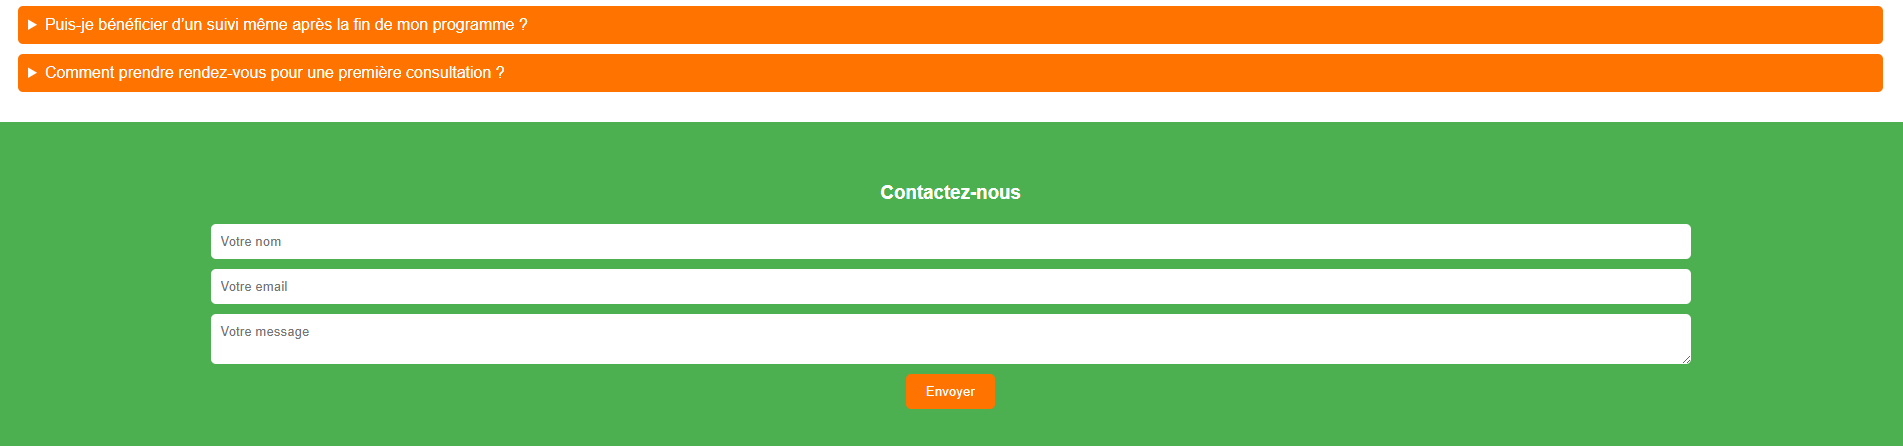 Puis-je bénéficier d’un suivi même après la fin de mon programme ?
Comment prendre rendez-vous pour une première consultation ?
Contactez-nous
Votre nom
Votre email
Votre message
Envoyer